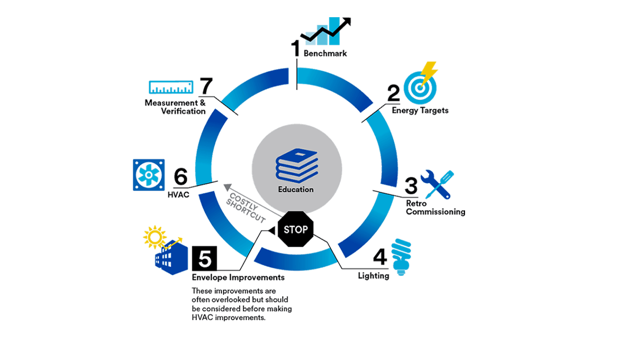 1
Benchmark
2
Energy Targets
3
Retro
Commissioning
4
Lighting
5
Envelope Improvements
These improvements are
often overlooked but should
be considered before making
HVAC improvements.
6
HVAC
7
Measurement &
Verification
Education
COSTLY
SHORTCUT
STOP